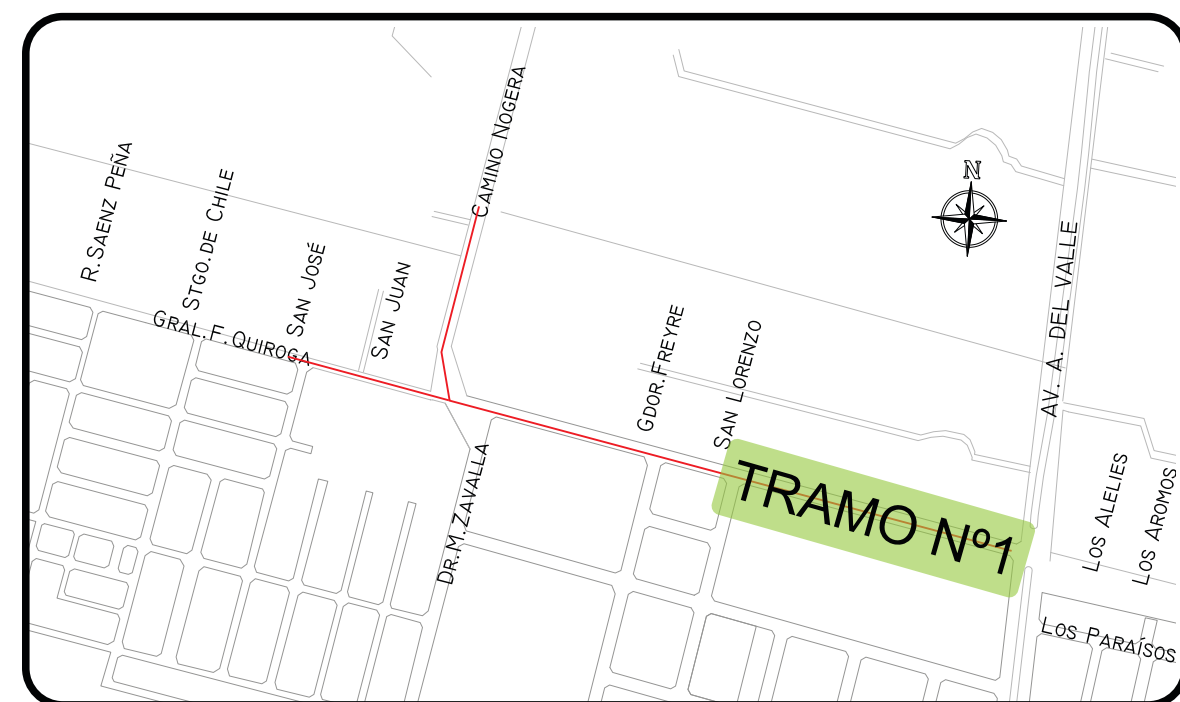 CAMINO NOGERA
R.SAENZ PEÑA
STGO.DE CHILE
N
SAN JOSÉ
SAN JUAN
GRAL.F. QUIROGA
GDOR.FREYRE
SAN LORENZO
AV. A. DEL VALLE
DR.M.ZAVALLA
TRAMO Nº1
LOS ALELIES
LOS AROMOS
LOS PARAÍSOS